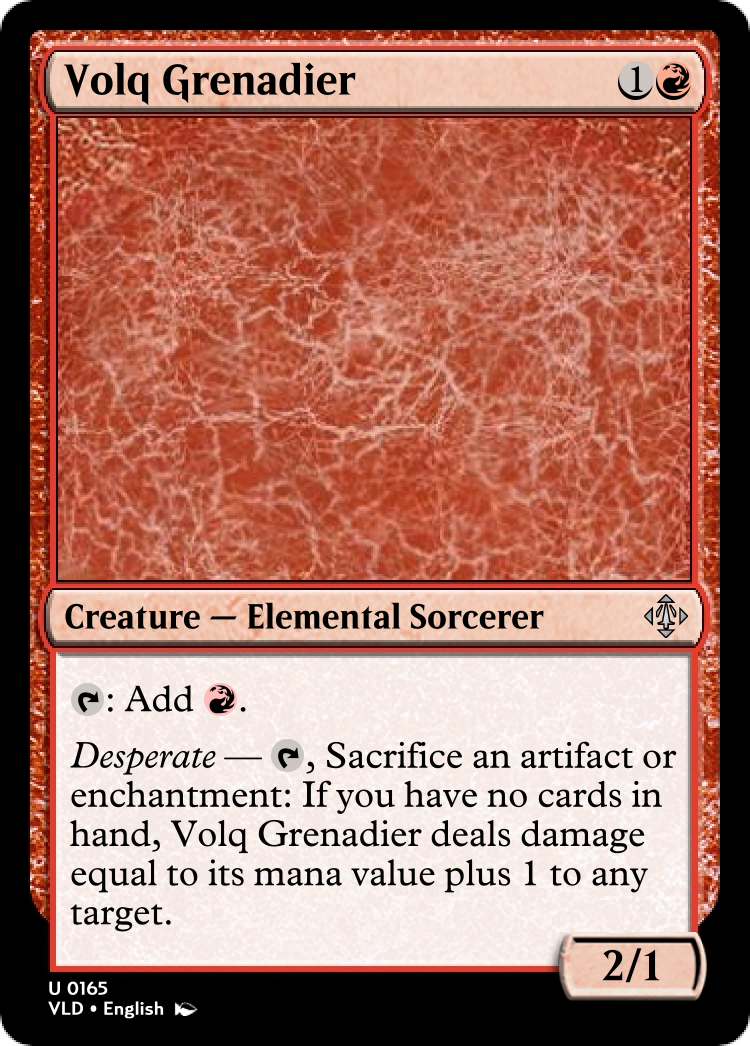 Volq Grenadier 1
Creature — Elemental Sorcerer
: Add .
Desperate — , Sacrifice an artifact or
enchantment: If you have no cards in
hand, Volq Grenadier deals damage
equal to its mana value plus 1 to any
target.
2/1
U 0165
VLD • English